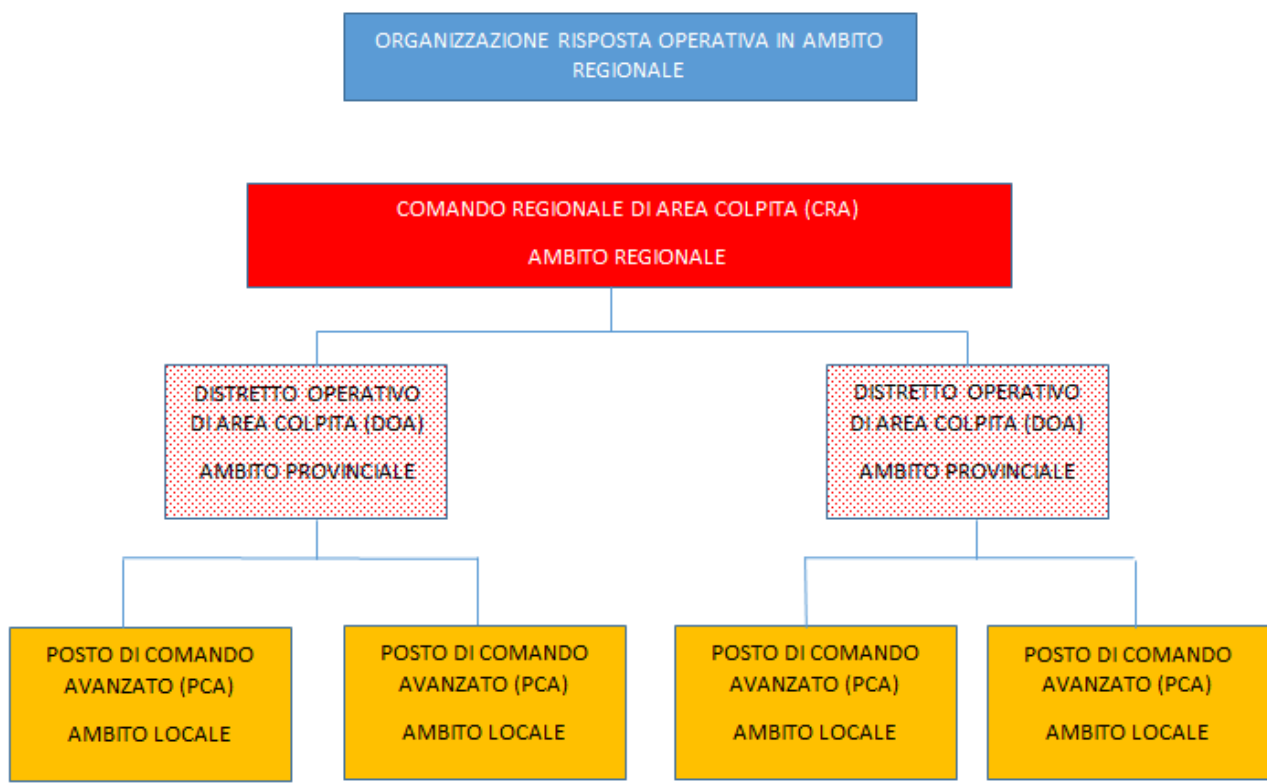 ORGANIZZAZIONE RISPOSTA OPERATIVA IN AMBITO
REGIONALE
COMANDO REGIONALE DI AREA COLPITA (CRA)
AMBITO REGIONALE
DISTRETTO OPERATIVO
DI AREA COLPITA (DOA)
AMBITO PROVINCIALE
DISTRETTO OPERATIVO
DI AREA COLPITA (DOA)
AMBITO PROVINCIALE
POSTO DI COMANDO
AVANZATO (PCA)
AMBITO LOCALE
POSTO DI COMANDO
AVANZATO (PCA)
AMBITO LOCALE
POSTO DI COMANDO
AVANZATO (PCA)
AMBITO LOCALE
POSTO DI COMANDO
AVANZATO (PCA)
AMBITO LOCALE